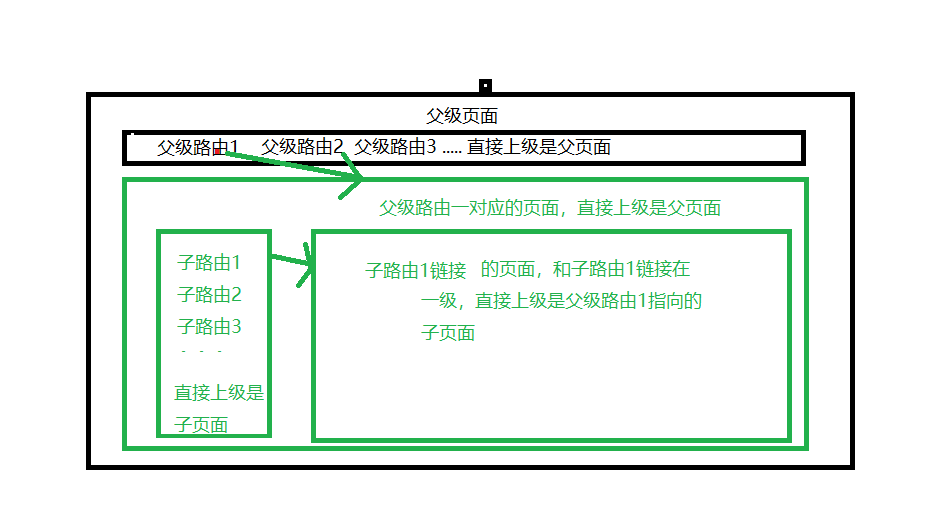 父级页面
父级路由1 父级路由2 父级路由3 ..... 直接上级是父页面
父级路由一对应的页面，直接上级是父页面
子路由1
子路由2
子路由3
- - -
直接上级是
子页面
子路由1链接 的页面，和子路由1链接在
一级，直接上级是父级路由1指向的
子页面